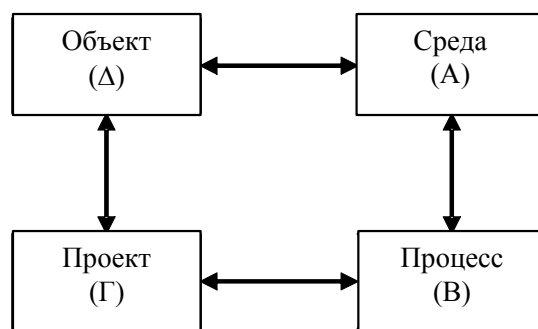 Объект
(Δ)
Среда
(А)
Проект
(Г)
Процесс
(В)